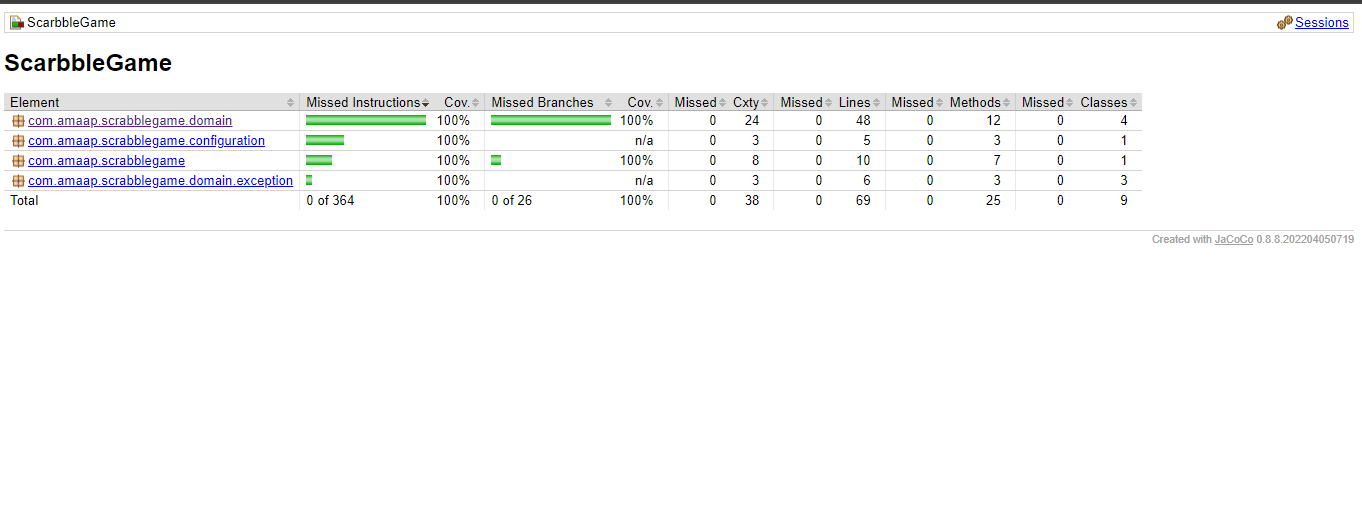 ScarbbleGame Sessions
ScarbbleGame
Element Missed Instructions Cov. Missed Branches Cov. Missed Cxty Missed Lines Missed Methods Missed Classes
com.amaap.scrabblegame.domain 100% 100% 0 24 0 48 0 12 0 4
com.amaap.scrabblegame.configuration 100% n/a 0 3 0 5 0 3 0 1
com.amaap.scrabblegame 100% 100% 0 8 0 10 0 7 0 1
com.amaap.scrabblegame.domain.exception 100% n/a 0 3 0 6 0 3 0 3
Total 0 of 364 100% 0 of 26 100% 0 38 0 69 0 25 0 9
Created with JaCoCo 0.8.8.202204050719